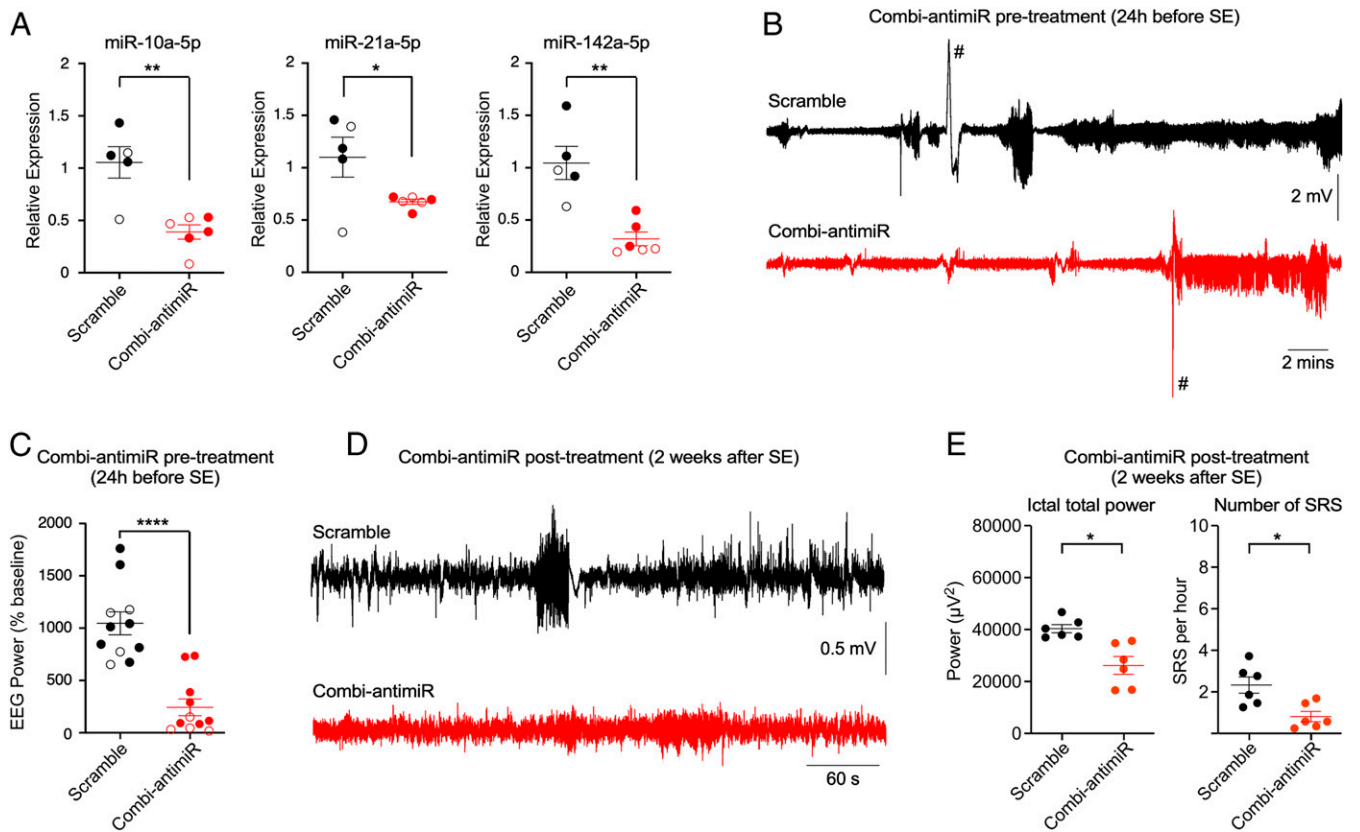 A
miR-10a-5p
miR-21a-5p
miR-142a-5p
Relative Expression
2
1.5
1
0.5
0
**
Scramble
Combi-antimiR
Relative Expression
2
1.5
1
0.5
0
*
Scramble
Combi-antimiR
Relative Expression
2
1.5
1
0.5
0
**
Scramble
Combi-antimiR
B
Combi-antimiR pre-treatment (24h before SE)
#
Scramble
2 mV
Combi-antimiR
2 mins
#
C
Combi-antimiR pre-treatment
(24h before SE)
EEG Power (% baseline)
2000
1500
1000
500
0
****
Scramble
Combi-antimiR
D
Combi-antimiR post-treatment (2 weeks after SE)
Scramble
0.5 mV
Combi-antimiR
60 s
E
Combi-antimiR post-treatment
(2 weeks after SE)
Ictal total power
Power (µV²)
80000
60000
40000
20000
0
*
Scramble
Combi-antimiR
Number of SRS
SRS per hour
10
8
6
4
2
*
Scramble
Combi-antimiR